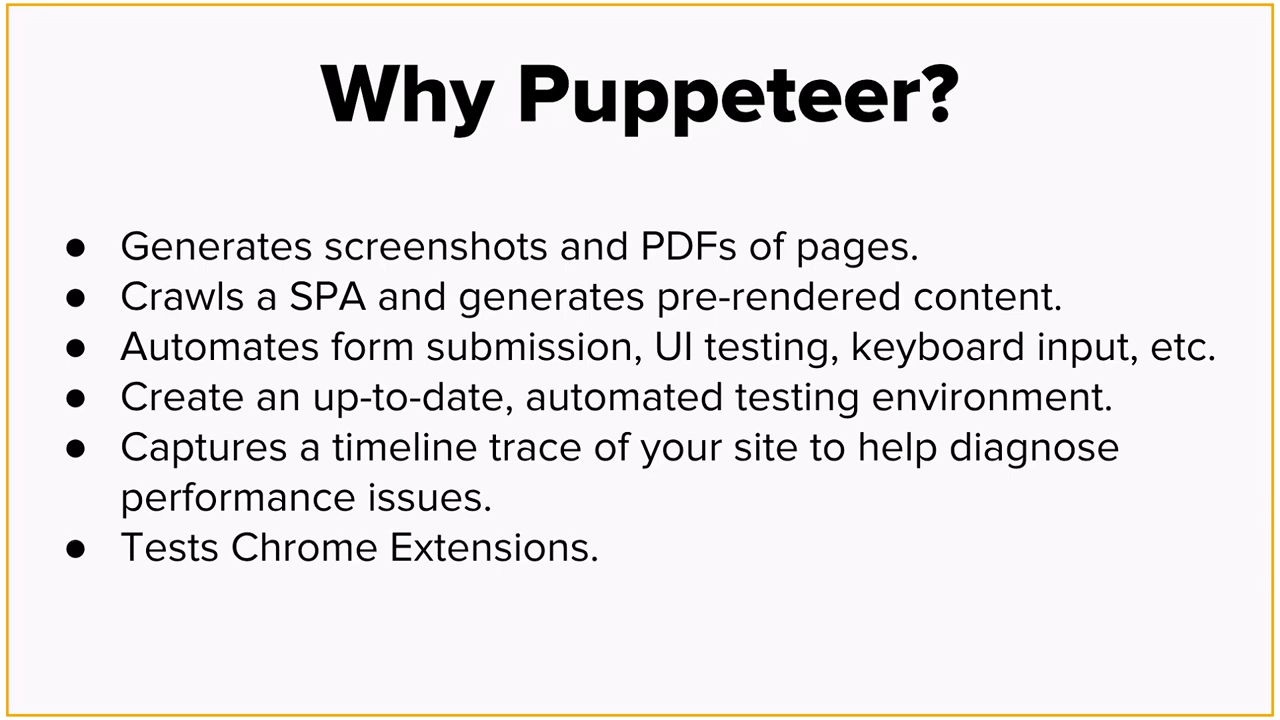 Why Puppeteer?
● Generates screenshots and PDFs of pages.
● Crawls a SPA and generates pre-rendered content.
● Automates form submission, UI testing, keyboard input, etc.
● Create an up-to-date, automated testing environment.
● Captures a timeline trace of your site to help diagnose
performance issues.
● Tests Chrome Extensions.